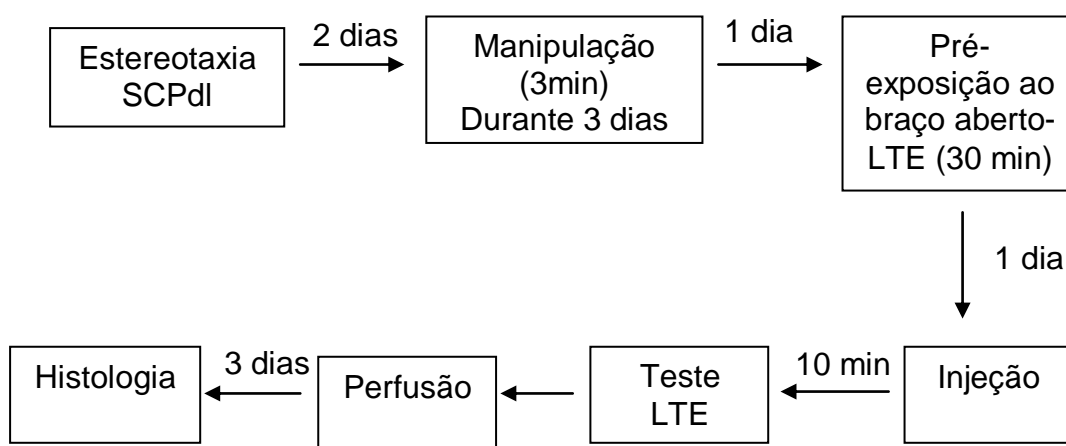 Estereotaxia
SCPdl
2 dias
Manipulação
(3min)
Durante 3 dias
1 dia
Pré-
exposição ao
braço aberto-
LTE (30 min)
1 dia
Injeção
10 min
Teste
LTE
Perfusão
3 dias
Histologia